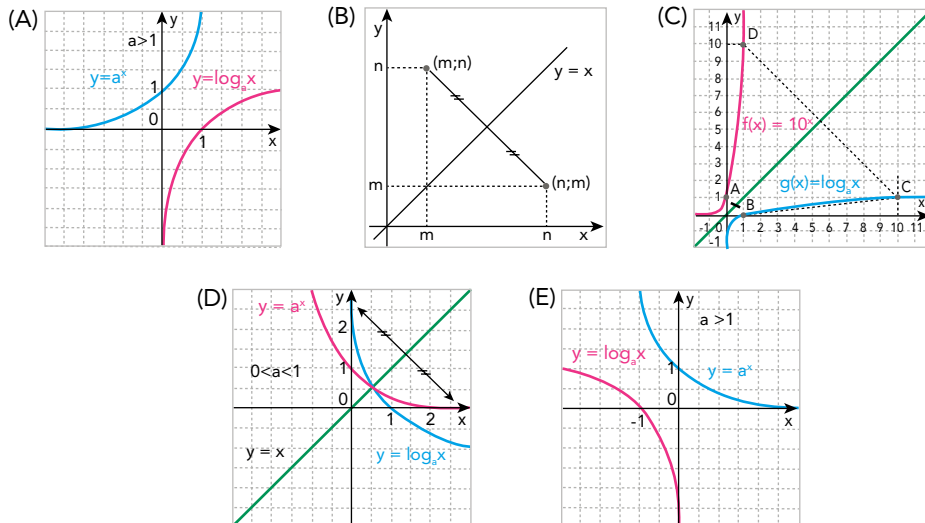 (A)
y
a>1
y=aˣ
1
y=logₐx
0
1
x
(B)
y
n
(m;n)
y = x
m
(n;m)
m
n
x
(C)
y
D
10
9
8
7
6
5
4
3
2
1
f(x) = 10ˣ
g(x)=logₐx
A
B
C
x
-1 0 1 2 3 4 5 6 7 8 9 10 11
-1
(D)
y
y = aˣ
2
1
0<a<1
0
1
2
x
y = x
y = logₐx
(E)
y
a >1
y = logₐx
1
y = aˣ
0
-1
x